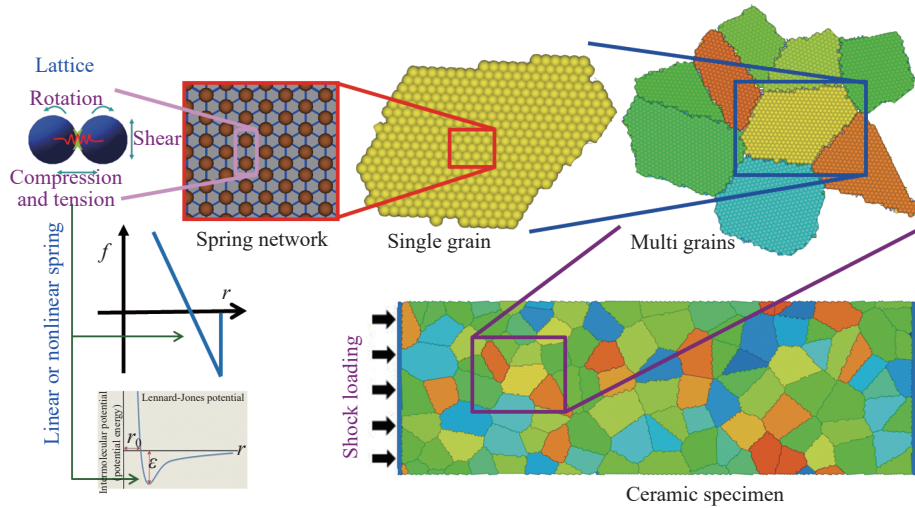 Lattice
Rotation
Shear
Compression
and tension
Spring network
Single grain
Multi grains
Linear or nonlinear spring
f
r
Lennard-Jones potential
Intermolecular potential
(potential energy)
r0
r
ε
Shock loading
Ceramic specimen